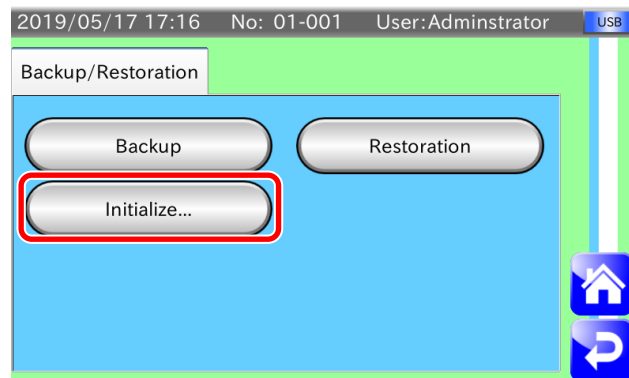 2019/05/17 17:16 No: 01-001 User:Adminstrator USB
Backup/Restoration
Backup Restoration
Initialize...